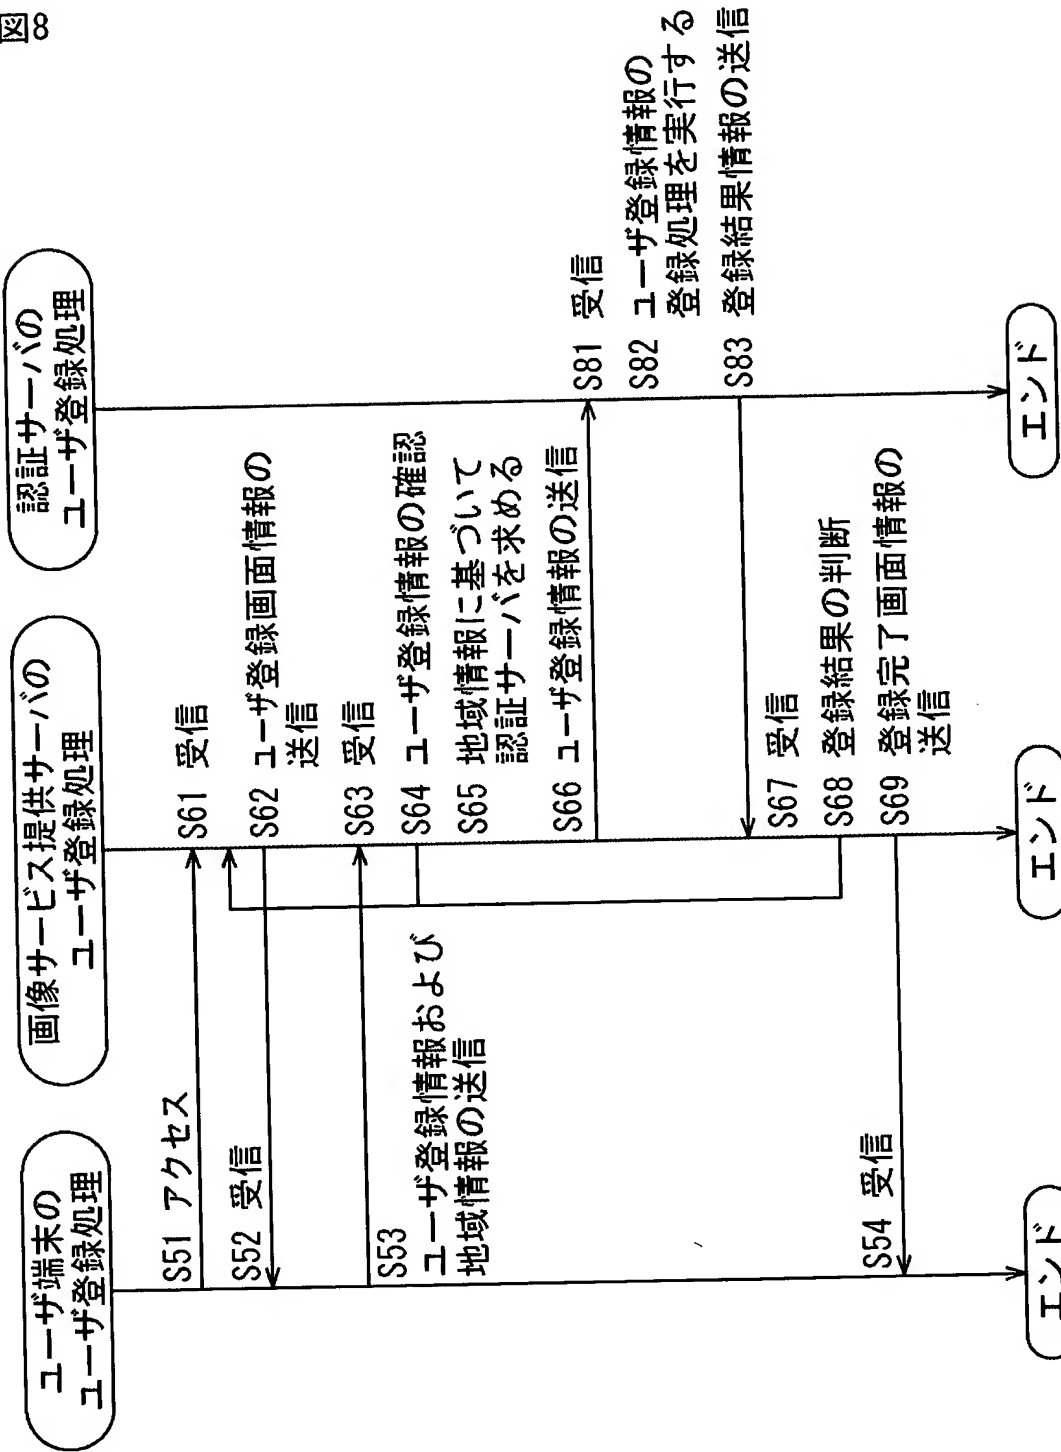 図8
ユーザ端末の
ユーザ登録処理
S51 アクセス
S52 受信
S53
ユーザ登録情報および
地域情報の送信
S54 受信
エンド
画像サービス提供サーバの
ユーザ登録処理
S61 受信
S62 ユーザ登録画面情報の
送信
S63 受信
S64 ユーザ登録情報の確認
S65 地域情報に基づいて
認証サーバを求める
S66 ユーザ登録情報の送信
S67 受信
S68 登録結果の判断
S69 登録完了画面情報の
送信
エンド
認証サーバの
ユーザ登録処理
S81 受信
S82 ユーザ登録情報の
登録処理を実行する
S83 登録結果情報の送信
エンド